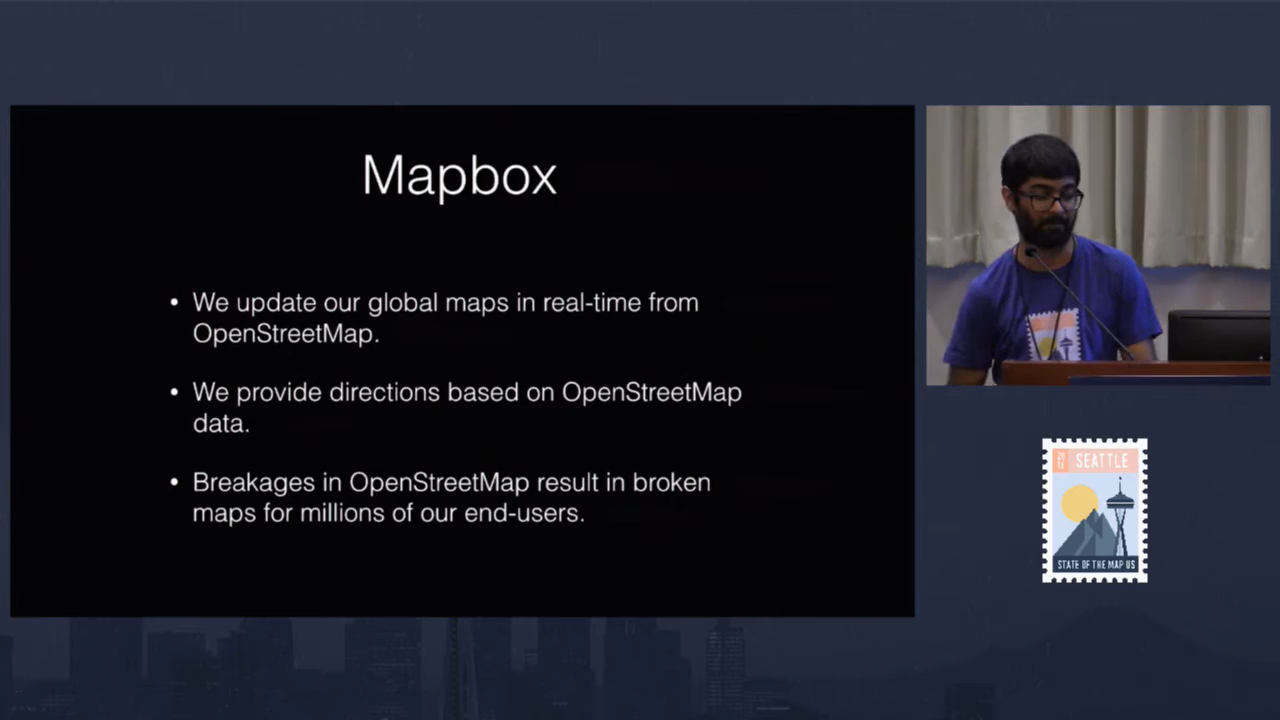 Mapbox
• We update our global maps in real-time from
OpenStreetMap.
• We provide directions based on OpenStreetMap
data.
• Breakages in OpenStreetMap result in broken
maps for millions of our end-users.
SEATTLE
STATE OF THE MAP US